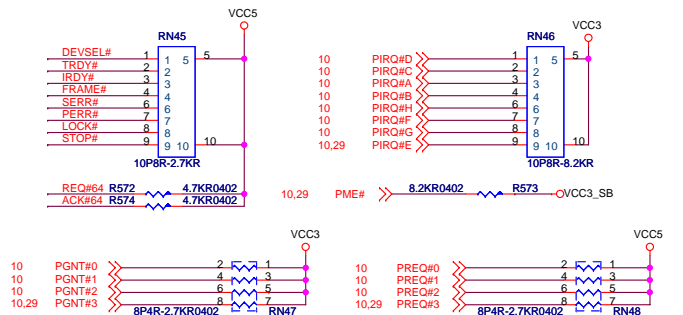 VCC5
RN45
DEVSEL# 1 1 5 5
TRDY# 2 2
IRDY# 3 3
FRAME# 4 4
SERR# 6 6
PERR# 7 7
LOCK# 8 8
STOP# 9 9 10 10
10P8R-2.7KR
REQ#64 R572 4.7KR0402
ACK#64 R574 4.7KR0402
VCC3
RN46
10 PIRQ#D 1 1 5 5
10 PIRQ#C 2 2
10 PIRQ#A 3 3
10 PIRQ#B 4 4
10 PIRQ#H 6 6
10 PIRQ#F 7 7
10 PIRQ#G 8 8
10,29 PIRQ#E 9 9 10 10
10P8R-8.2KR
10,29 PME# 8.2KR0402 R573 VCC3_SB
VCC3
10 PGNT#0 2 1
10 PGNT#1 4 3
10 PGNT#2 6 5
10,29 PGNT#3 8 7
8P4R-2.7KR0402 RN47
VCC5
10 PREQ#0 2 1
10 PREQ#1 4 3
10 PREQ#2 6 5
10,29 PREQ#3 8 7
8P4R-2.7KR0402 RN48